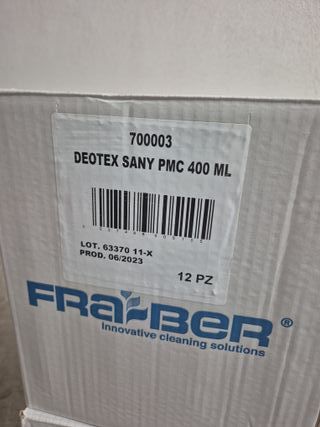 700003
DEOTEX SANY PMC 400 ML
LOT. 63370 11-X
PROD. 06/2023
12 PZ
FRA-BER®
innovative cleaning solutions